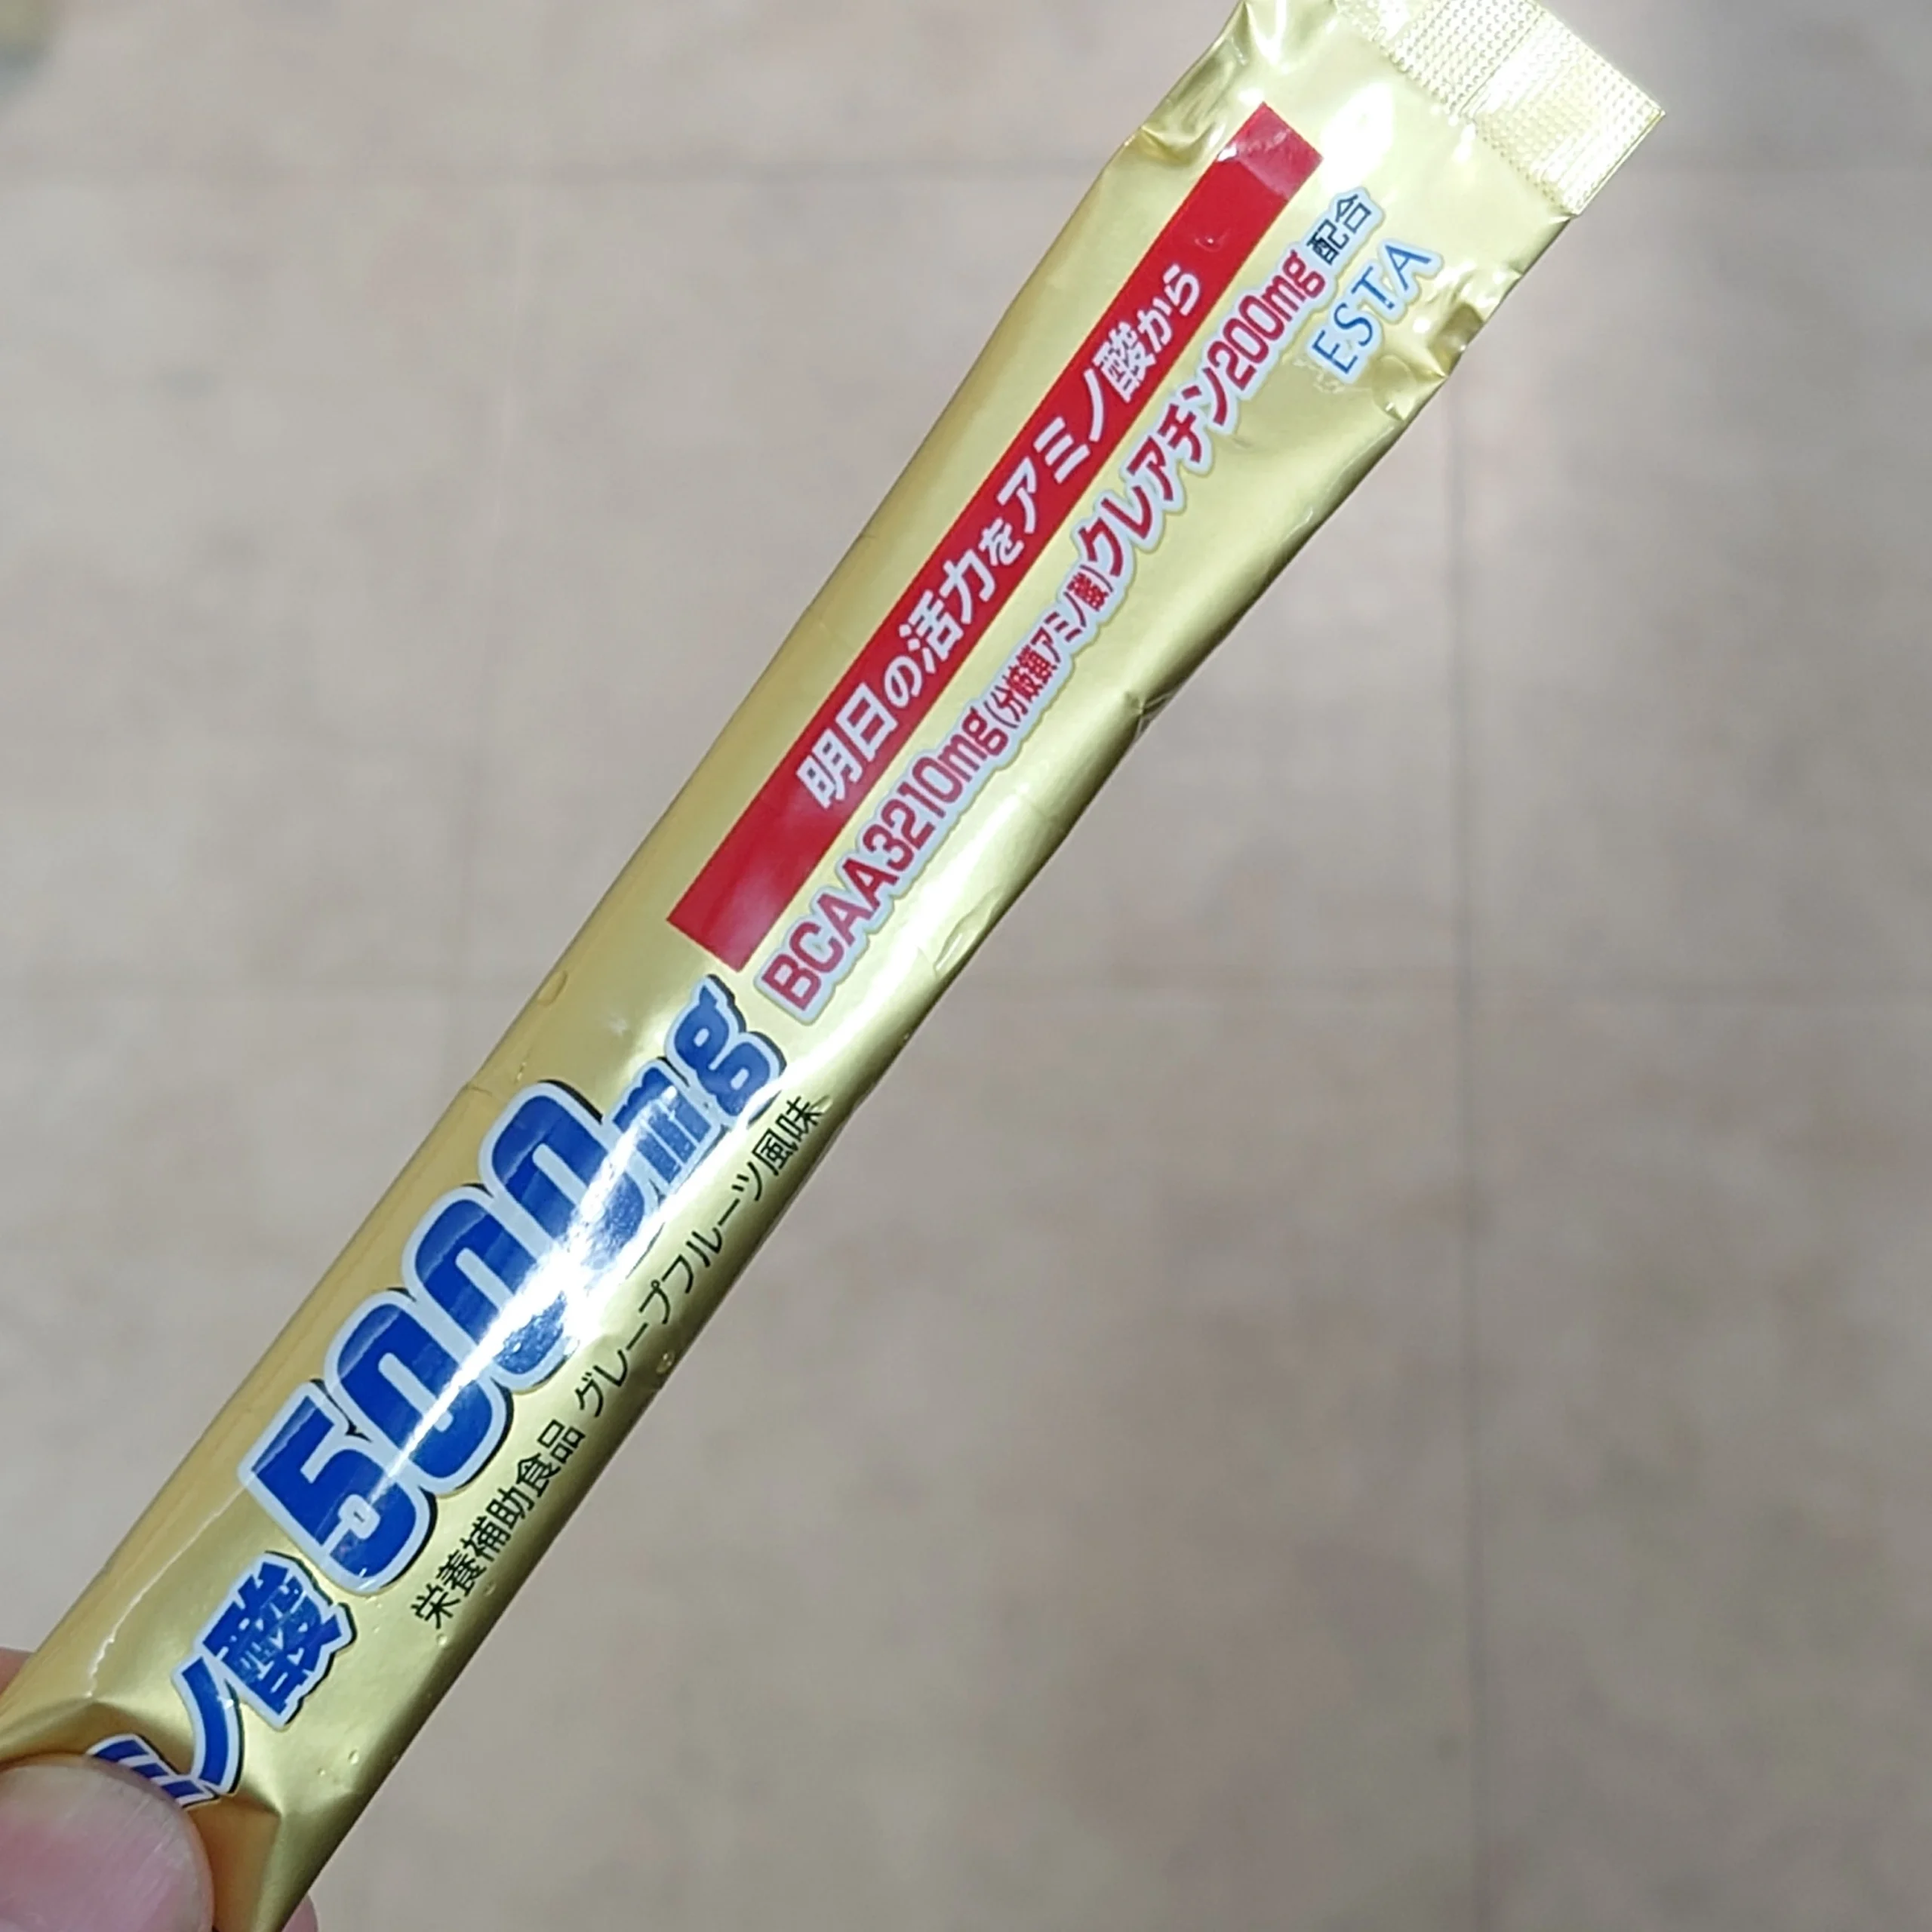 明日の活力をアミノ酸から
BCAA3210mg(分岐鎖アミノ酸)クレアチン200mg配合
ESTA
ミノ酸5000mg
栄養補助食品 グレープフルーツ風味